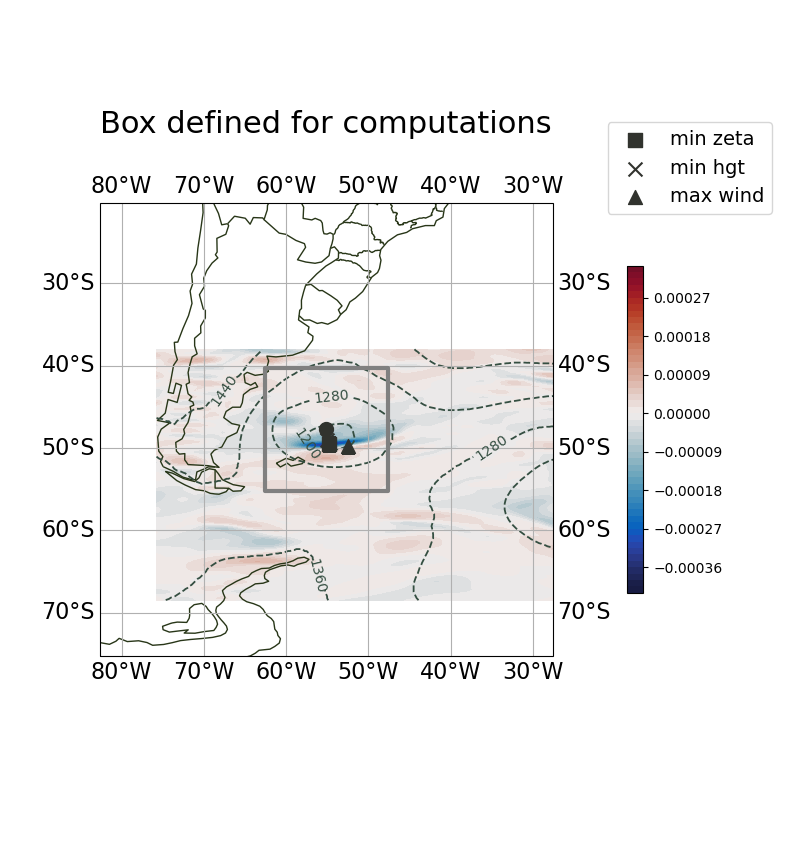 Box defined for computations
min zeta
min hgt
max wind
80°W 70°W 60°W 50°W 40°W 30°W
30°S 30°S
40°S 40°S
50°S 50°S
60°S 60°S
70°S 70°S
80°W 70°W 60°W 50°W 40°W 30°W
1440
1280
1200
1280
1360
0.00027
0.00018
0.00009
0.00000
−0.00009
−0.00018
−0.00027
−0.00036